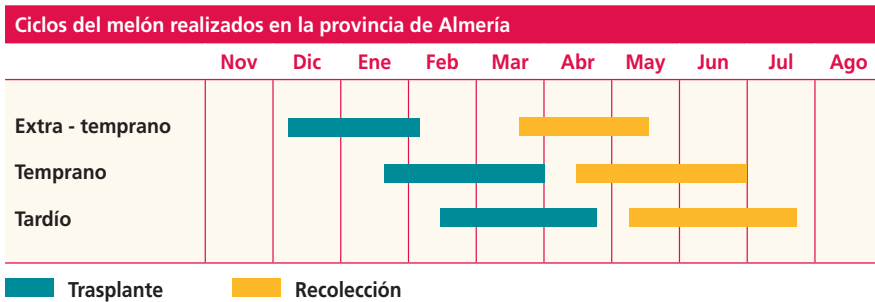 Ciclos del melón realizados en la provincia de Almería
Nov Dic Ene Feb Mar Abr May Jun Jul Ago
Extra - temprano
Temprano
Tardío
Trasplante Recolección